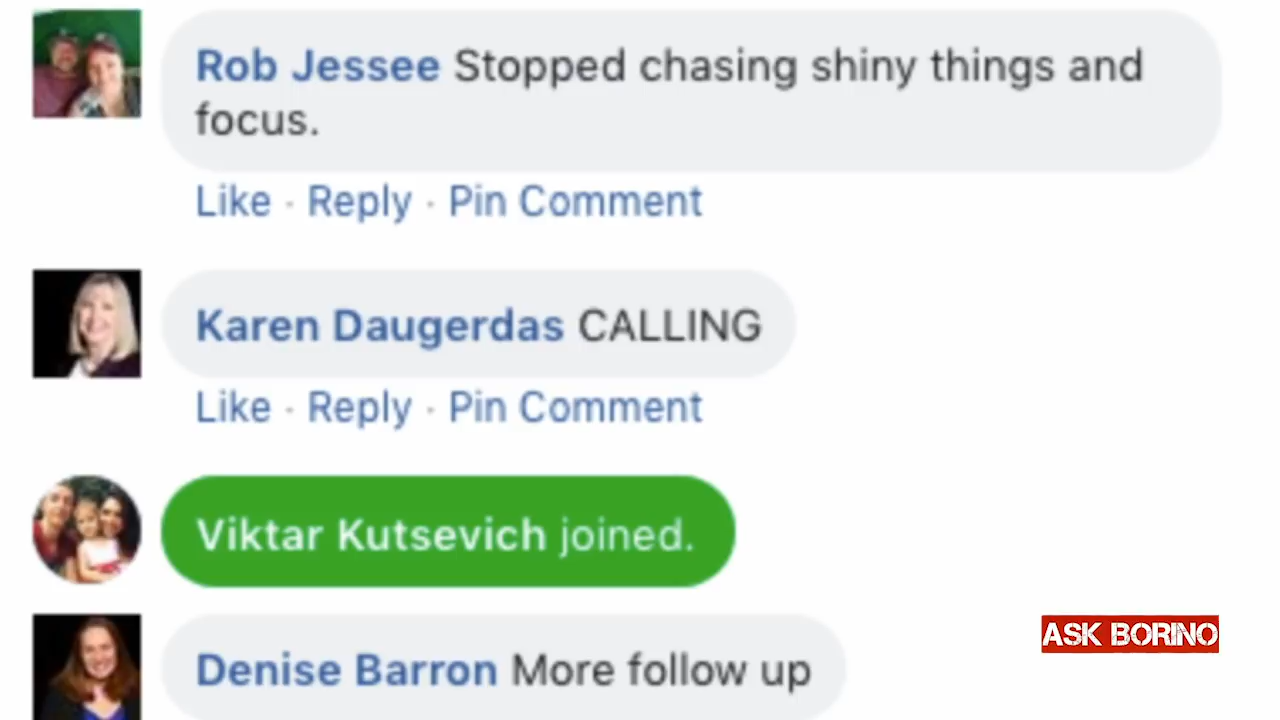 Rob Jessee Stopped chasing shiny things and
focus.
Like · Reply · Pin Comment
Karen Daugerdas CALLING
Like · Reply · Pin Comment
Viktar Kutsevich joined.
ASK BORINO
Denise Barron More follow up